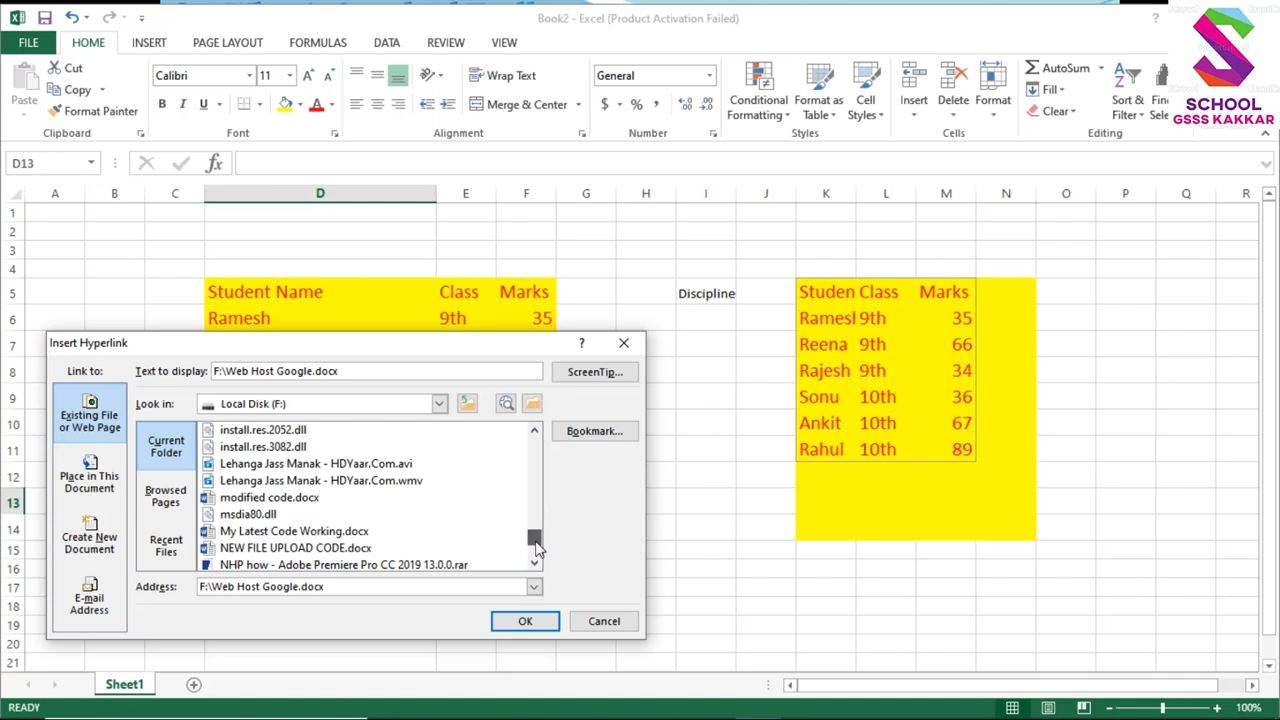 Book2 - Excel (Product Activation Failed)
FILE HOME INSERT PAGE LAYOUT FORMULAS DATA REVIEW VIEW
Cut
Copy
Format Painter
Paste
Calibri 11
B I U
Wrap Text
Merge & Center
General
$ % ,
Conditional Formatting
Format as Table
Cell Styles
Insert
Delete
Format
AutoSum
Fill
Clear
Sort & Filter
SCHOOL
GSSS KAKKAR
Clipboard Font Alignment Number Styles Cells Editing
D13 fx
A B C D E F G H I J K L M N O P Q R
1
2
3
4
5 Student Name Class Marks Discipline Studen Class Marks
6 Ramesh 9th 35 Ramesl 9th 35
7 Reena 9th 66
8 Rajesh 9th 34
9 Sonu 10th 36
10 Ankit 10th 67
11 Rahul 10th 89
12
13
14
15
16
17
18
19
20
21
Insert Hyperlink ?
Link to: Text to display: F:\Web Host Google.docx ScreenTip...
Existing File or Web Page
Place in This Document
Create New Document
E-mail Address
Look in: Local Disk (F:)
Current Folder
Browsed Pages
Recent Files
install.res.2052.dll
install.res.3082.dll
Lehanga Jass Manak - HDYaar.Com.avi
Lehanga Jass Manak - HDYaar.Com.wmv
modified code.docx
msdia80.dll
My Latest Code Working.docx
NEW FILE UPLOAD CODE.docx
NHP how - Adobe Premiere Pro CC 2019 13.0.0.rar
Bookmark...
Address: F:\Web Host Google.docx
OK Cancel
Sheet1
READY 100%